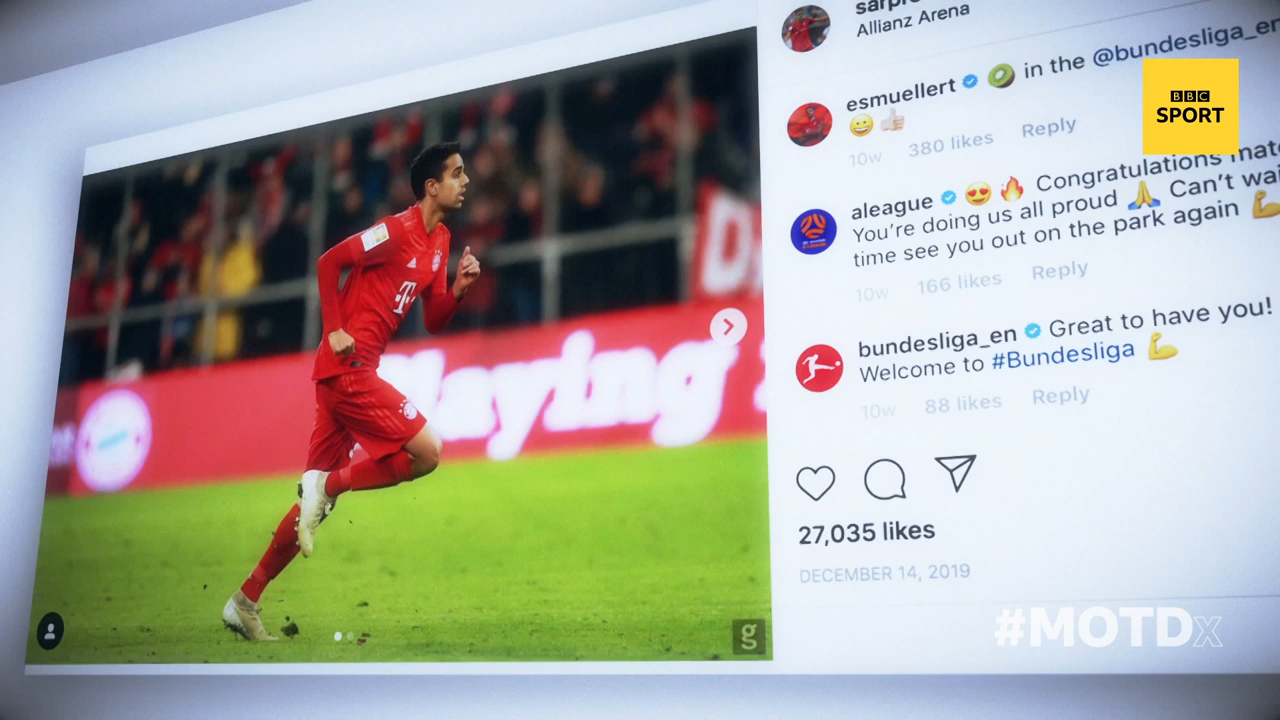 Allianz Arena
esmuellert in the @bundesliga_en
10w 380 likes Reply
BBC
SPORT
aleague Congratulations
You're doing us all proud Can't
time see you out on the park again
10w 166 likes Reply
bundesliga_en Great to have you!
Welcome to #Bundesliga
10w 88 likes Reply
27,035 likes
DECEMBER 14, 2019
T
aying
g
#MOTDx